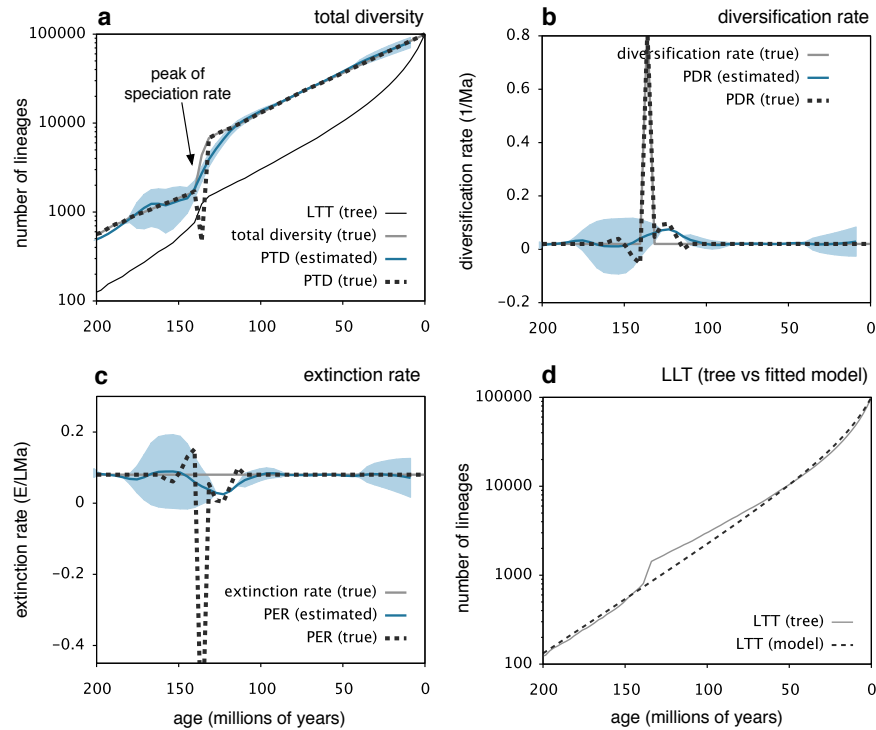 a total diversity
100000
10000
1000
100
number of lineages
peak of
speciation rate
LTT (tree)
total diversity (true)
PTD (estimated)
PTD (true)
200 150 100 50 0
b diversification rate
0.8
0.6
0.4
0.2
0
−0.2
diversification rate (1/Ma)
diversification rate (true)
PDR (estimated)
PDR (true)
200 150 100 50 0
c extinction rate
0.2
0
−0.2
−0.4
extinction rate (E/LMa)
extinction rate (true)
PER (estimated)
PER (true)
200 150 100 50 0
age (millions of years)
d LLT (tree vs fitted model)
100000
10000
1000
100
number of lineages
LTT (tree)
LTT (model)
200 150 100 50 0
age (millions of years)